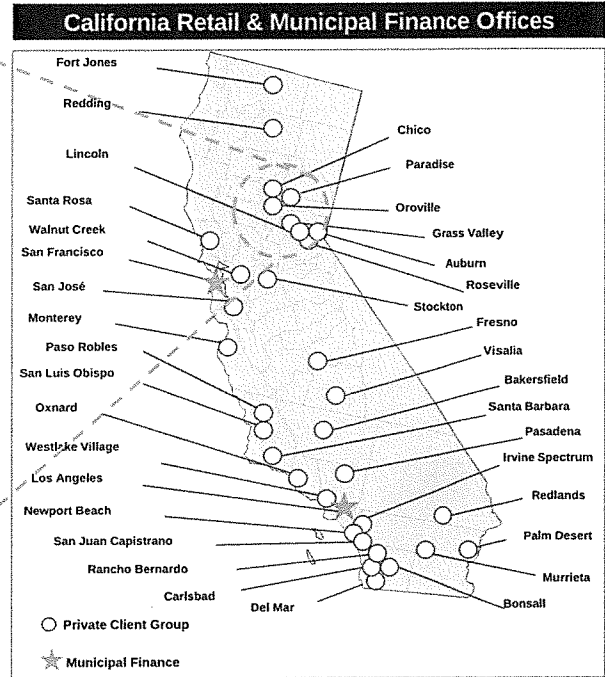 California Retail & Municipal Finance Offices
Fort Jones
Redding
Lincoln
Santa Rosa
Walnut Creek
San Francisco
San José
Monterey
Paso Robles
San Luis Obispo
Oxnard
Westlake Village
Los Angeles
Newport Beach
San Juan Capistrano
Rancho Bernardo
Carlsbad
Del Mar
Chico
Paradise
Oroville
Grass Valley
Auburn
Roseville
Stockton
Fresno
Visalia
Bakersfield
Santa Barbara
Pasadena
Irvine Spectrum
Redlands
Palm Desert
Murrieta
Bonsall
Private Client Group
Municipal Finance